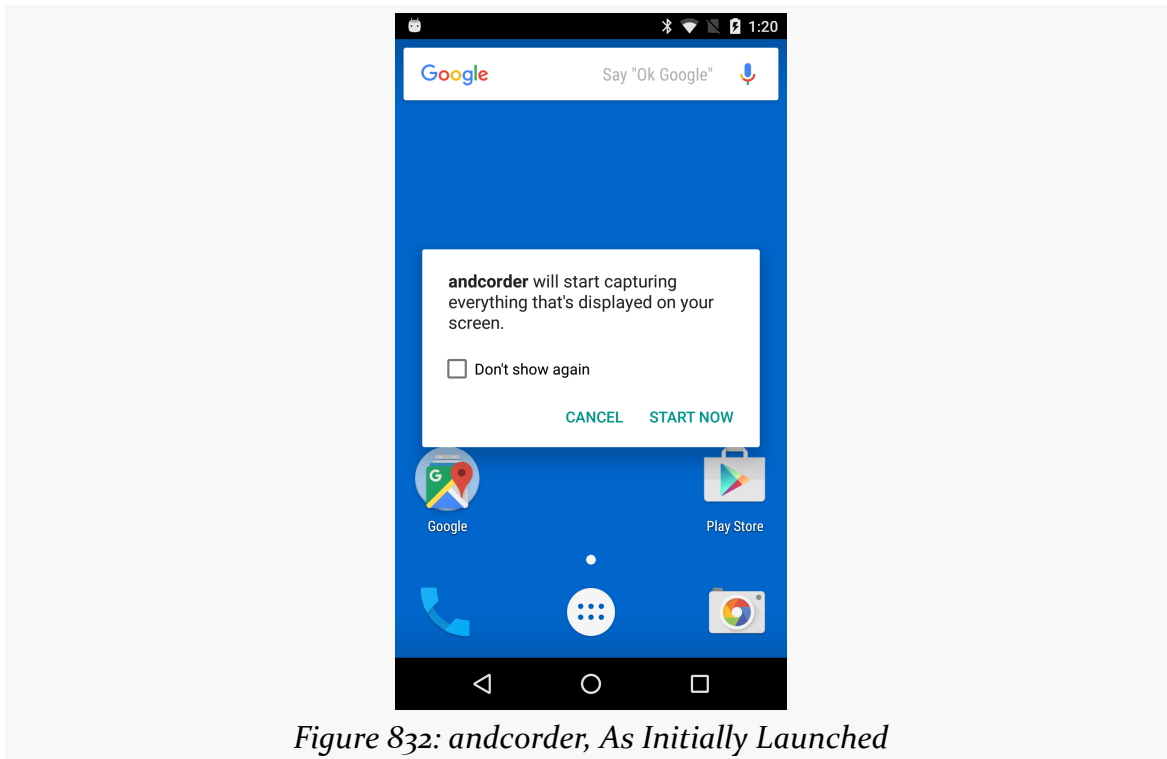 1:20
Google Say "Ok Google"
andcorder will start capturing
everything that's displayed on your
screen.
Don't show again
CANCEL START NOW
G
Google Play Store
Figure 832: andcorder, As Initially Launched